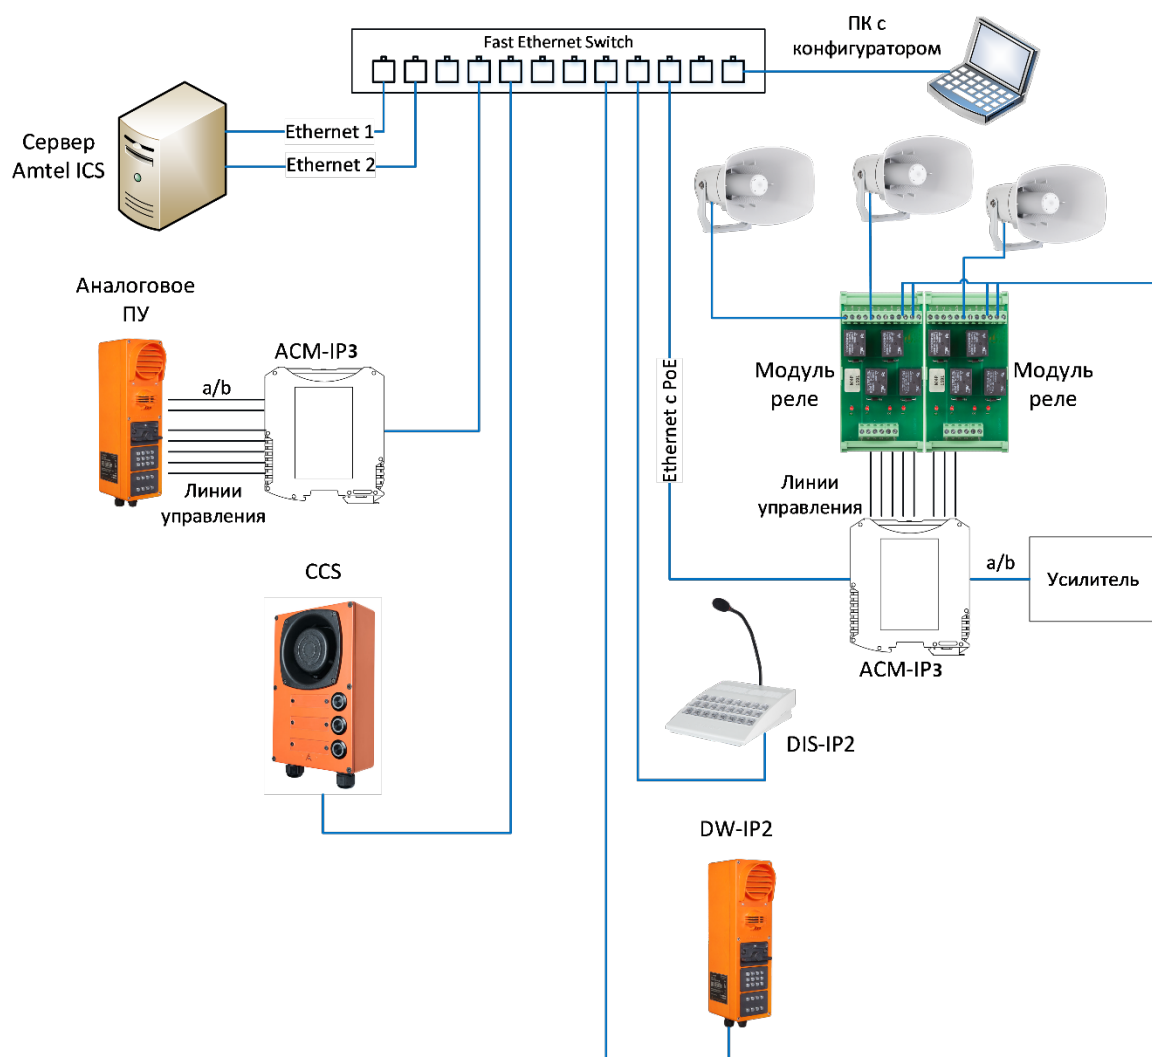 Fast Ethernet Switch
ПК с
конфигуратором
Сервер
Amtel ICS
Ethernet 1
Ethernet 2
Аналоговое
ПУ
ACM-IP3
a/b
Линии
управления
Ethernet с PoE
Модуль
реле
Модуль
реле
Линии
управления
a/b
Усилитель
ACM-IP3
CCS
DIS-IP2
DW-IP2